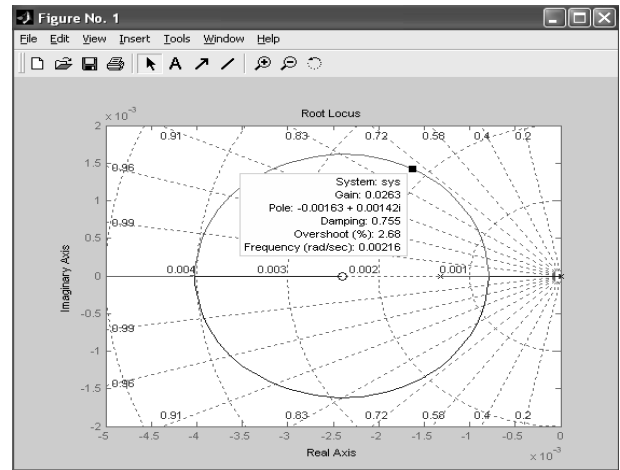 Figure No. 1
File Edit View Insert Tools Window Help
Root Locus
x 10^-3
2
1.5
1
0.5
0
-0.5
-1
-1.5
-2
Imaginary Axis
0.91 0.83 0.72 0.58 0.4 0.2
0.96
0.99
System: sys
Gain: 0.0263
Pole: -0.00163 + 0.00142i
Damping: 0.755
Overshoot (%): 2.68
Frequency (rad/sec): 0.00216
0.004 0.003 0.002 0.001
0.99
0.96
0.91 0.83 0.72 0.58 0.4 0.2
-5 -4.5 -4 -3.5 -3 -2.5 -2 -1.5 -1 -0.5 0
Real Axis
x 10^-3